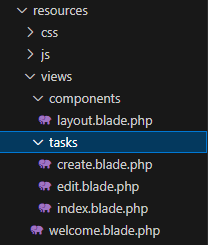 resources
css
js
views
components
layout.blade.php
tasks
create.blade.php
edit.blade.php
index.blade.php
welcome.blade.php